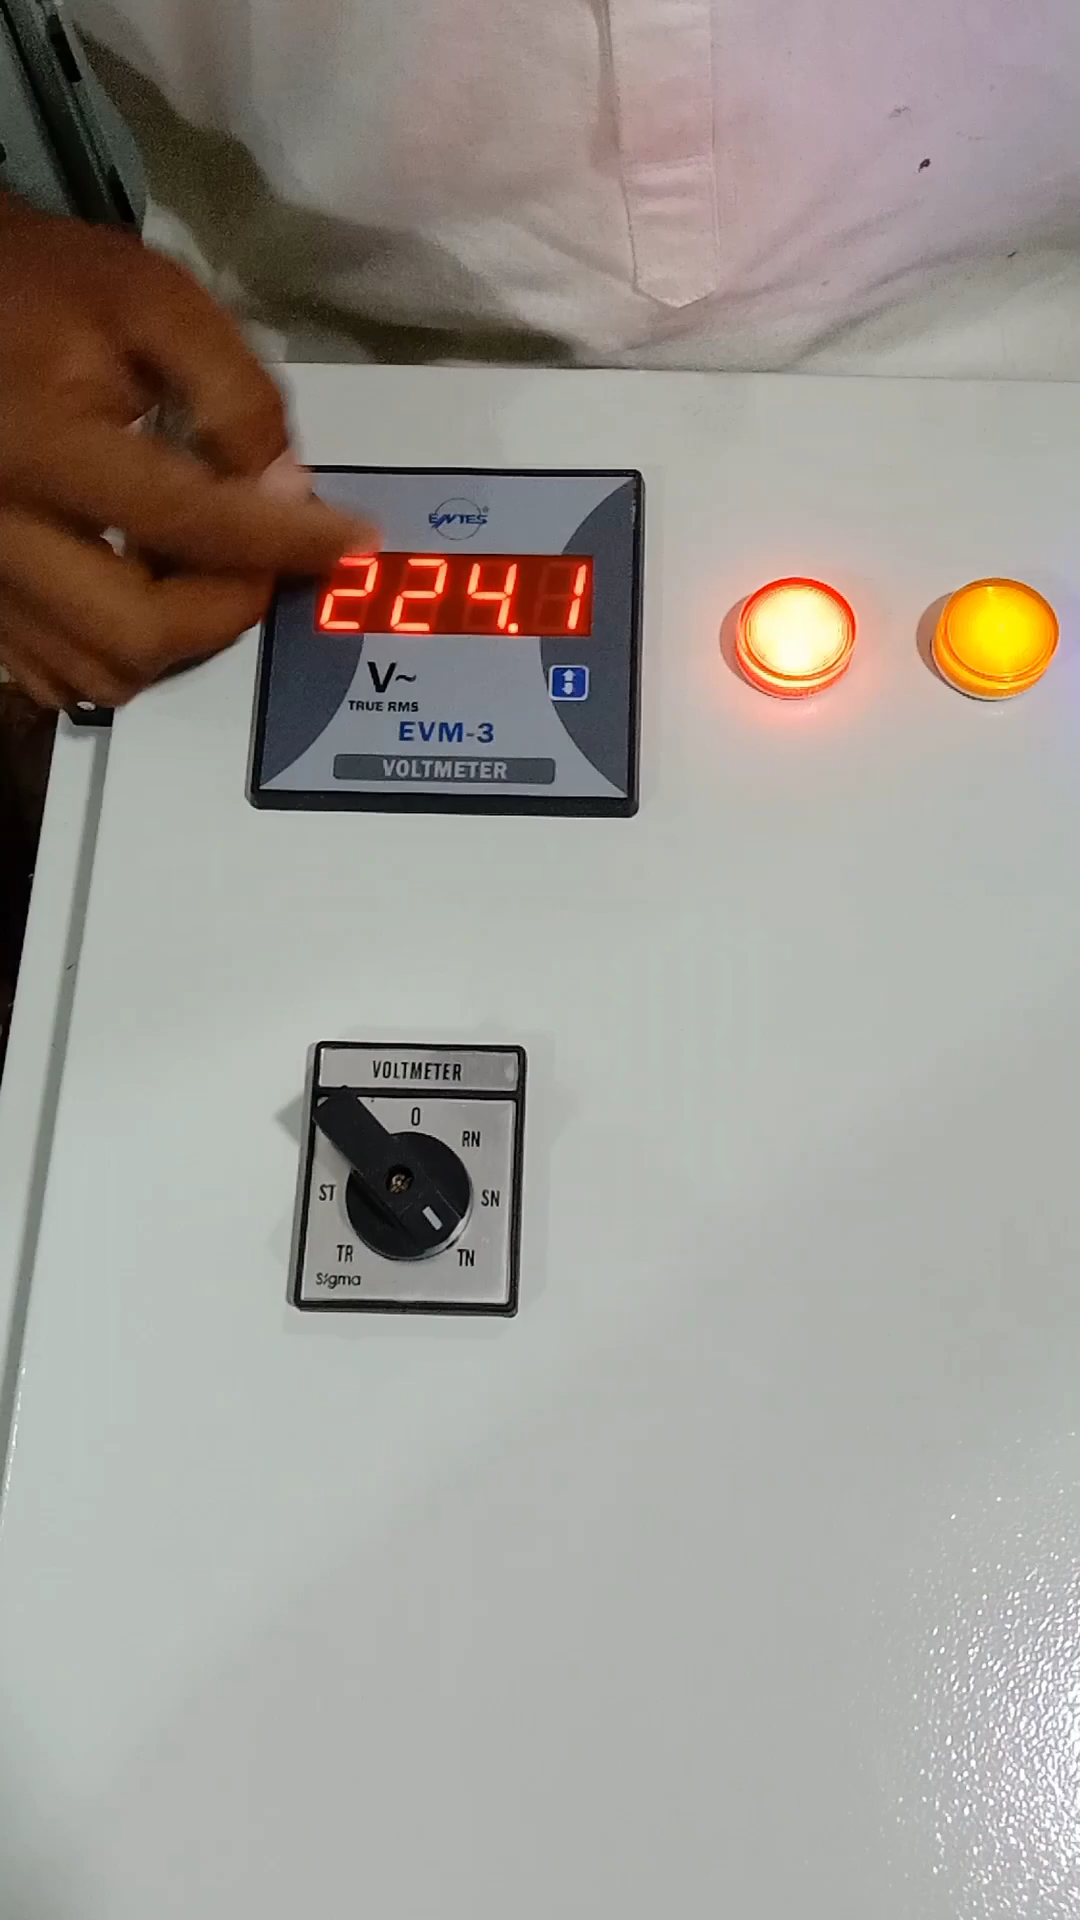 ENTES
224.1
V~
TRUE RMS
EVM-3
VOLTMETER
VOLTMETER
0
RN
ST
SN
TR
TN
Sigma